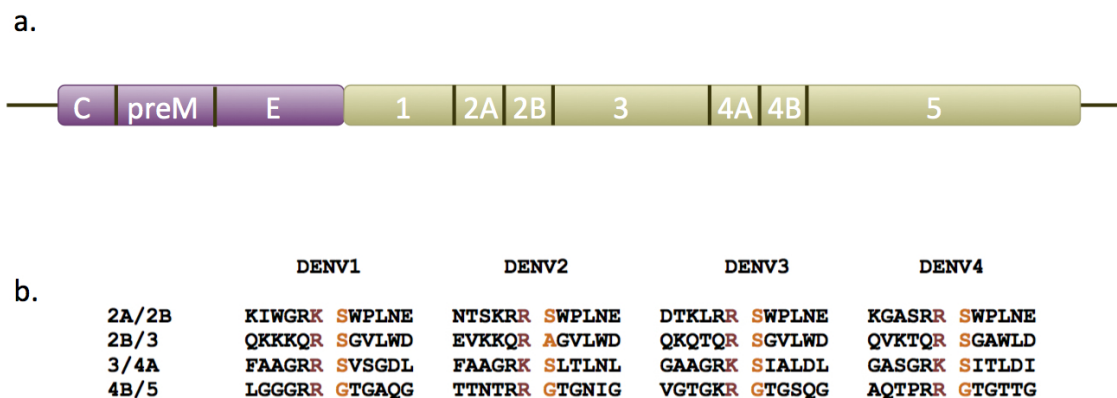 a.
C preM E 1 2A 2B 3 4A 4B 5
DENV1 DENV2 DENV3 DENV4
b.
2A/2B KIWGRK SWPLNE NTSKRR SWPLNE DTKLRR SWPLNE KGASRR SWPLNE
2B/3 QKKKQR SGVLWD EVKKQR AGVLWD QKQTQR SGVLWD QVKTQR SGAWLD
3/4A FAAGRR SVSGDL FAAGRK SLTLNL GAAGRK SIALDL GASGRK SITLDI
4B/5 LGGGRR GTGAQG TTNTRR GTGNIG VGTGKR GTGSQG AQTPRR GTGTTG